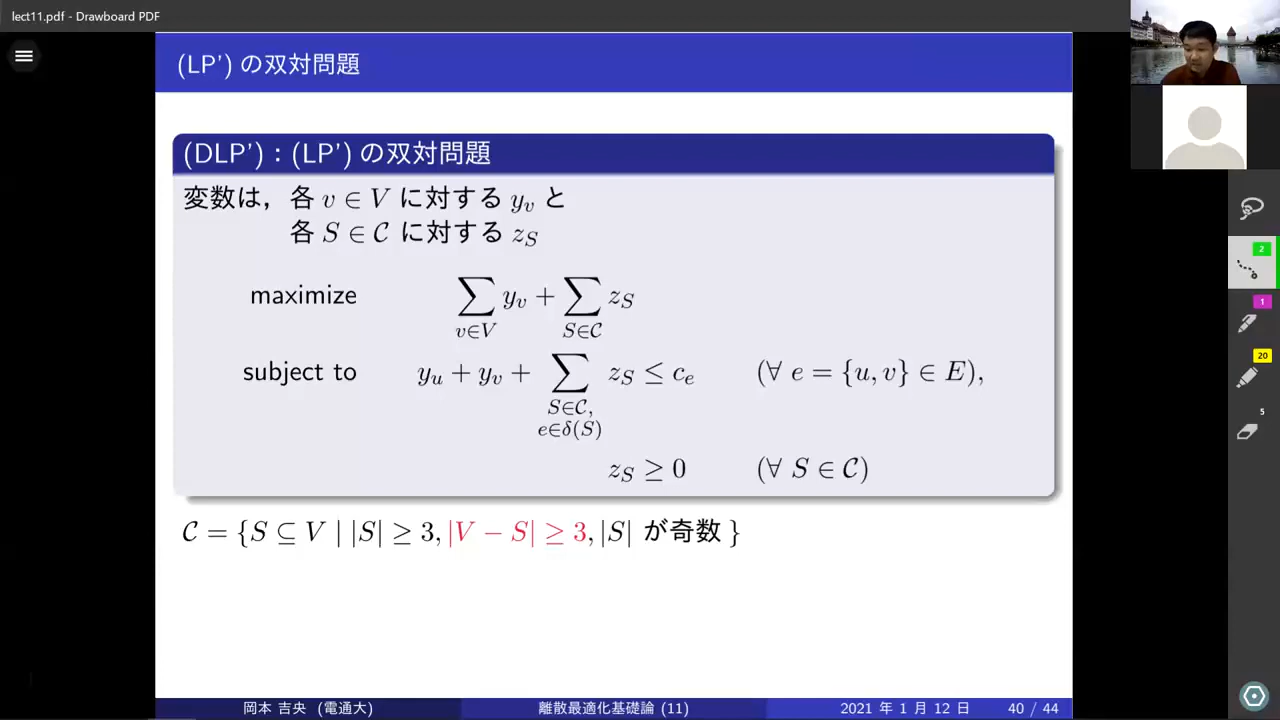 lect11.pdf - Drawboard PDF
(LP') の双対問題
(DLP') : (LP') の双対問題
変数は，各 v ∈ V に対する y_v と
各 S ∈ 𝒞 に対する z_S
maximize ∑_{v∈V} y_v + ∑_{S∈𝒞} z_S
subject to y_u + y_v + ∑_{S∈𝒞, e∈δ(S)} z_S ≤ c_e (∀ e = {u, v} ∈ E),
z_S ≥ 0 (∀ S ∈ 𝒞)
𝒞 = {S ⊆ V | |S| ≥ 3, |V − S| ≥ 3, |S| が奇数 }
岡本 吉央 (電通大) 離散最適化基礎論 (11) 2021 年 1 月 12 日 40 / 44
2
1
20
5